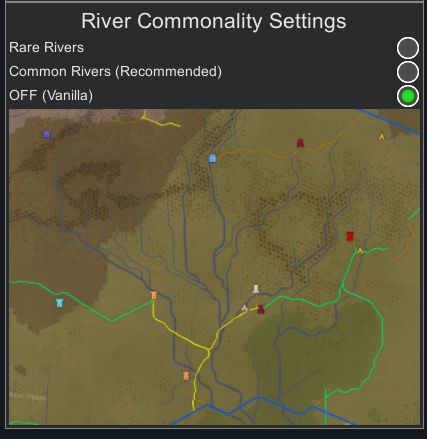 River Commonality Settings
Rare Rivers
Common Rivers (Recommended)
OFF (Vanilla)